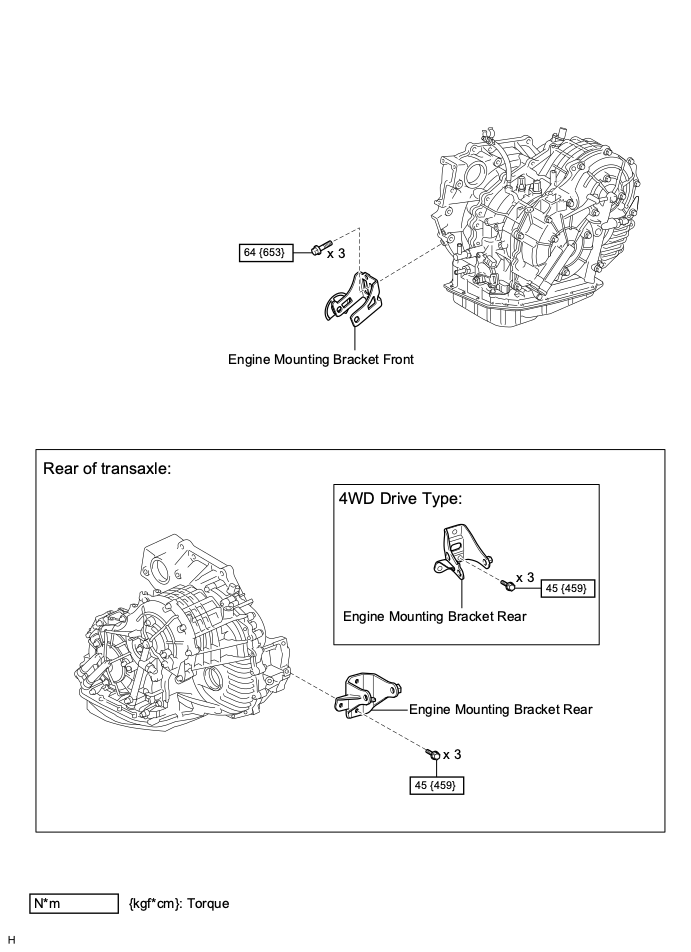 64 {653}
x 3
Engine Mounting Bracket Front
Rear of transaxle:
4WD Drive Type:
x 3
45 {459}
Engine Mounting Bracket Rear
Engine Mounting Bracket Rear
x 3
45 {459}
N*m {kgf*cm}: Torque
H